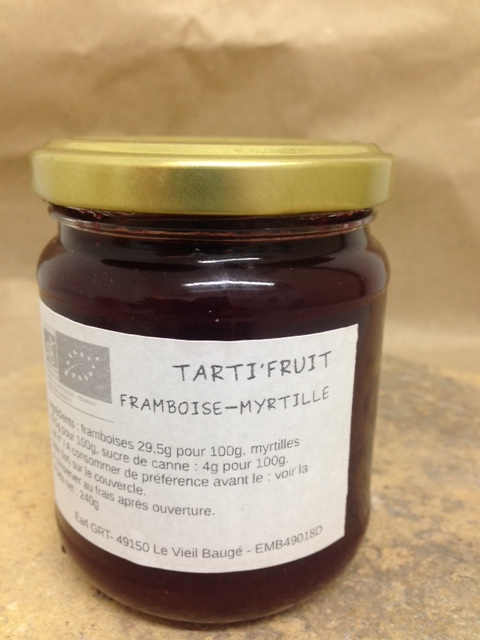 TARTI'FRUIT
FRAMBOISE-MYRTILLE
: framboises 29,5g pour 100g, myrtilles
pour 100g, sucre de canne : 4g pour 100g.
A consommer de préférence avant le : voir la
sur le couvercle.
au frais après ouverture.
net : 240g
Earl GRT- 49150 Le Vieil Baugé - EMB49018D